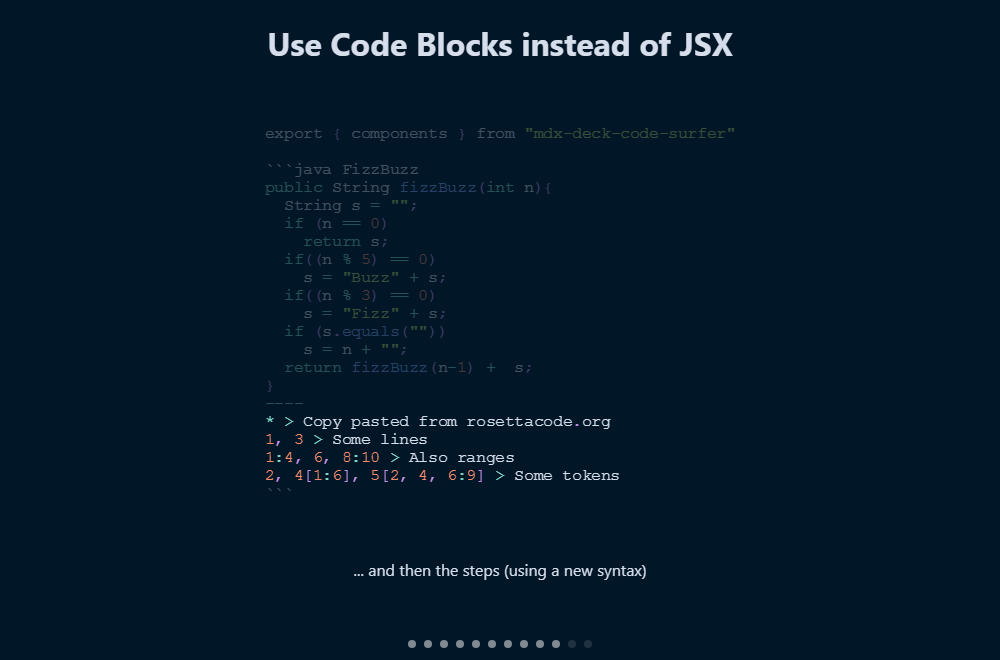 Use Code Blocks instead of JSX
export { components } from "mdx-deck-code-surfer"
```java FizzBuzz
public String fizzBuzz(int n){
  String s = "";
  if (n == 0)
    return s;
  if((n % 5) == 0)
    s = "Buzz" + s;
  if((n % 3) == 0)
    s = "Fizz" + s;
  if (s.equals(""))
    s = n + "";
  return fizzBuzz(n-1) +  s;
}
----
* > Copy pasted from rosettacode.org
1, 3 > Some lines
1:4, 6, 8:10 > Also ranges
2, 4[1:6], 5[2, 4, 6:9] > Some tokens
```
... and then the steps (using a new syntax)